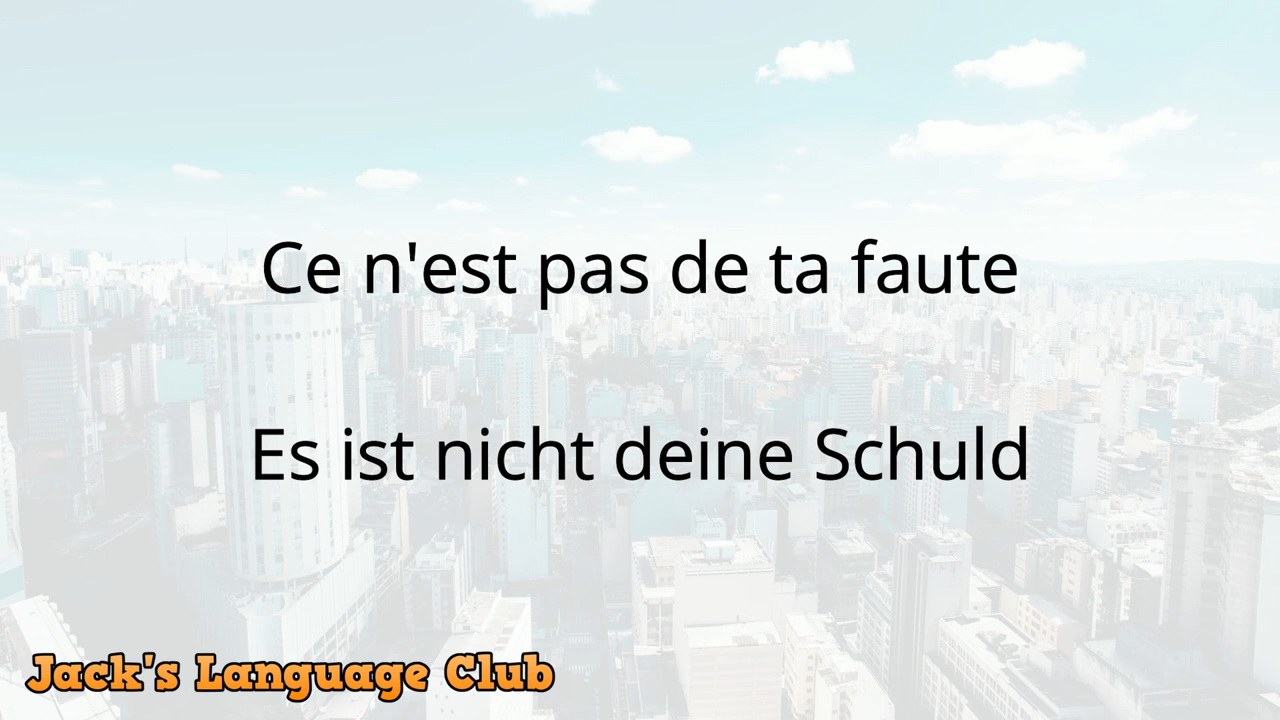 Ce n'est pas de ta faute
Es ist nicht deine Schuld
Jack's Language Club